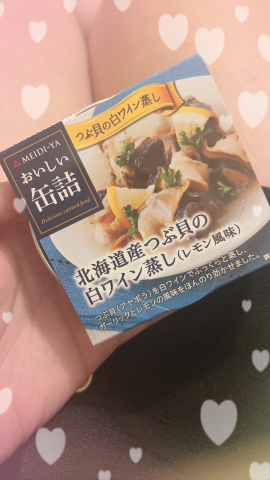 つぶ貝の白ワイン蒸し
MEIDI-YA
おいしい
缶詰
Delicious canned food
北海道産つぶ貝の
白ワイン蒸し(レモン風味)
つぶ貝(アヤボラ)を白ワインでふっくらと蒸し、
ガーリックとレモンの風味をほんのり効かせました。